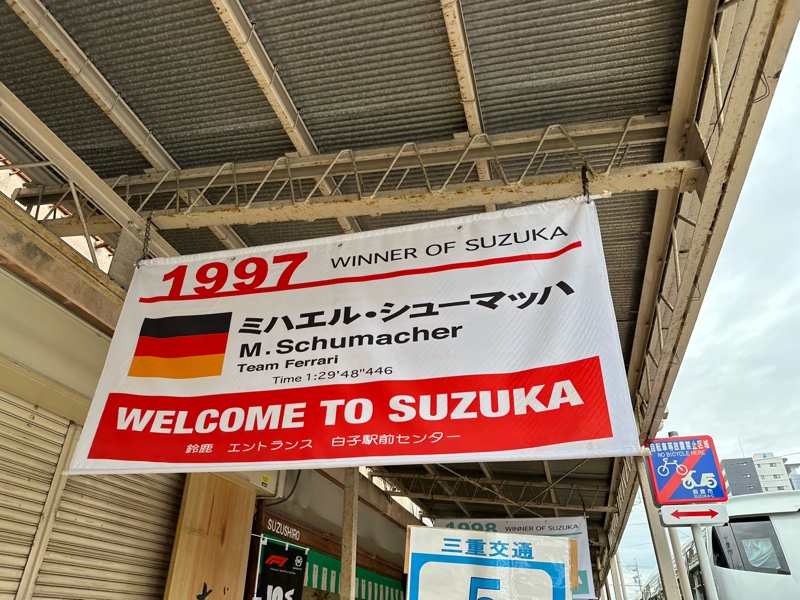 1997 WINNER OF SUZUKA
ミハエル・シューマッハ
M. Schumacher
Team Ferrari
Time 1:29'48"446
WELCOME TO SUZUKA
鈴鹿 エントランス 白子駅前センター
自転車等放置禁止区域
NO BICYCLE HERE
鈴鹿市
SUZUKA-C
SUZUSHIRO
F1
1998 WINNER OF SUZUKA
三重交通
5